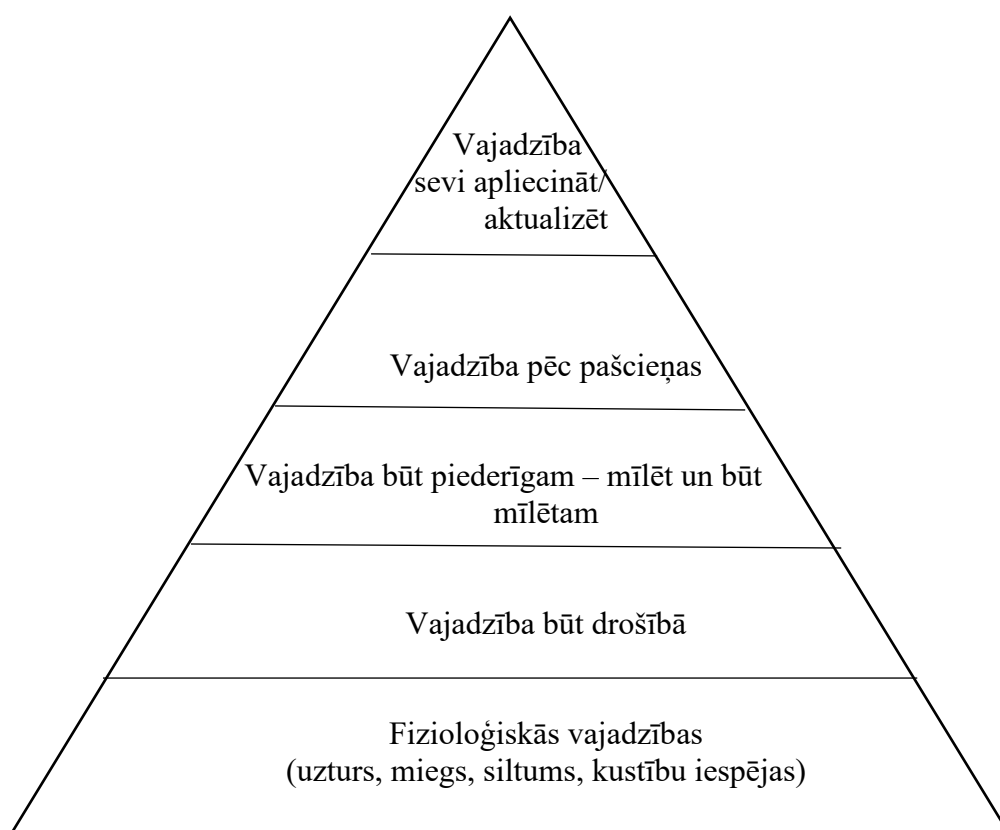 Vajadzība
sevi apliecināt/
aktualizēt
Vajadzība pēc pašcieņas
Vajadzība būt piederīgam – mīlēt un būt
mīlētam
Vajadzība būt drošībā
Fizioloģiskās vajadzības
(uzturs, miegs, siltums, kustību iespējas)